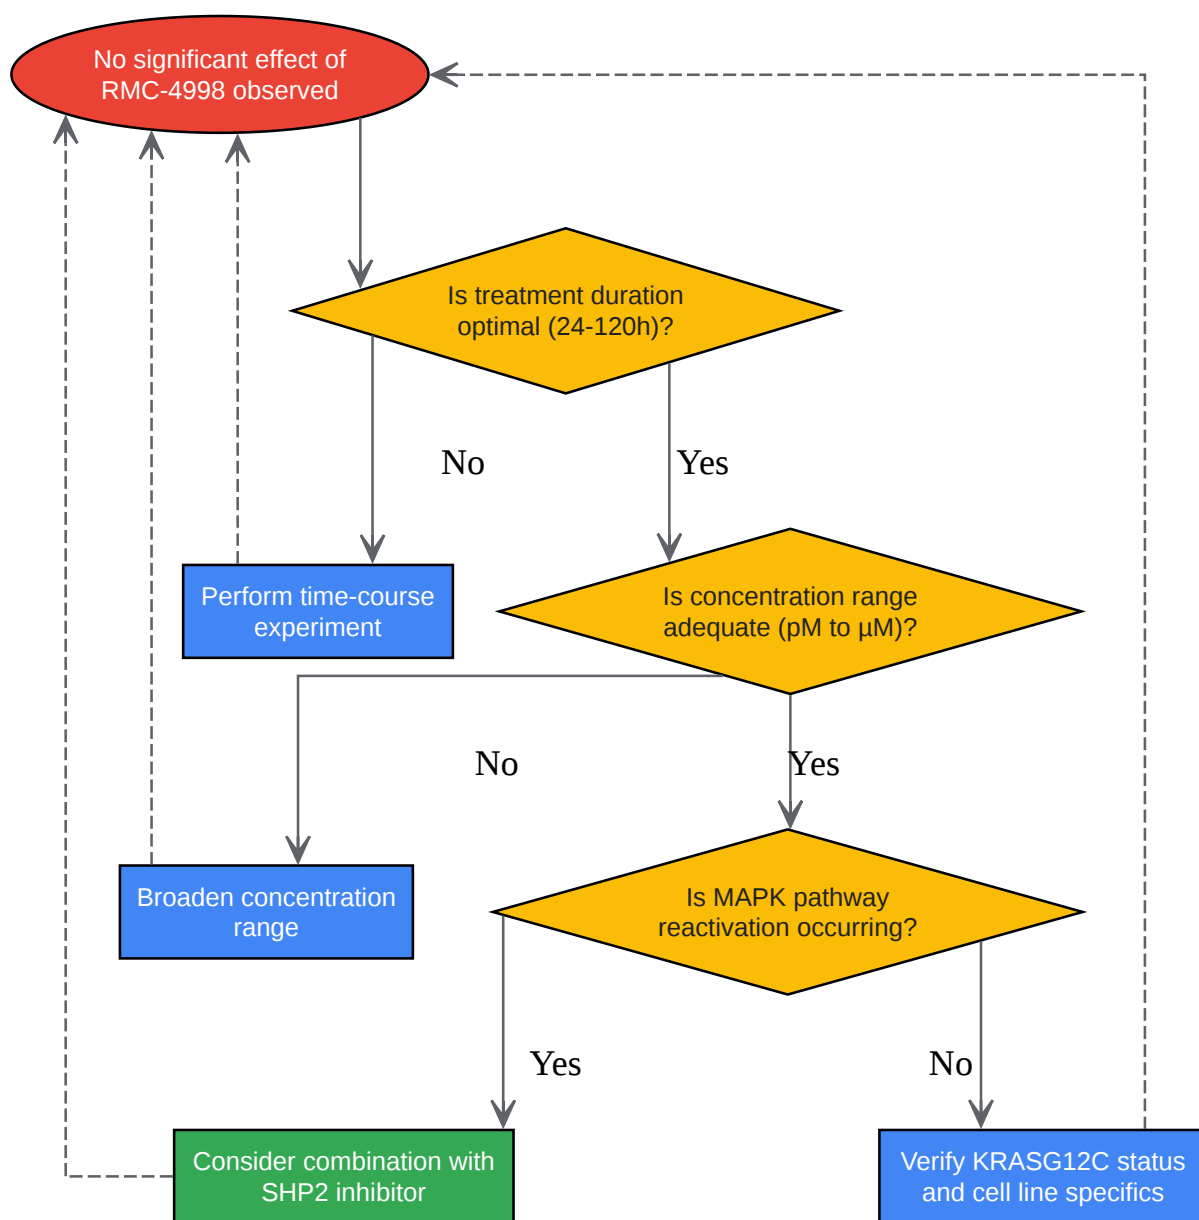 No significant effect of
RMC-4998 observed
Is treatment duration
optimal (24-120h)?
No
Yes
Perform time-course
experiment
Is concentration range
adequate (pM to µM)?
No
Yes
Broaden concentration
range
Is MAPK pathway
reactivation occurring?
Yes
No
Consider combination with
SHP2 inhibitor
Verify KRASG12C status
and cell line specifics